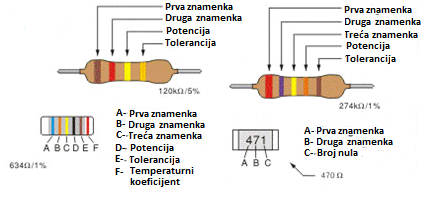 Prva znamenka
Druga znamenka
Potencija
Tolerancija
120kΩ/5%
Prva znamenka
Druga znamenka
Treća znamenka
Potencija
Tolerancija
274kΩ/1%
A- Prva znamenka
B- Druga znamenka
C- Treća znamenka
D- Potencija
E- Tolerancija
F- Temperaturni
koeficijent
A B C D E F
634Ω/1%
471
A B C
A- Prva znamenka
B- Druga znamenka
C- Broj nula
470 Ω